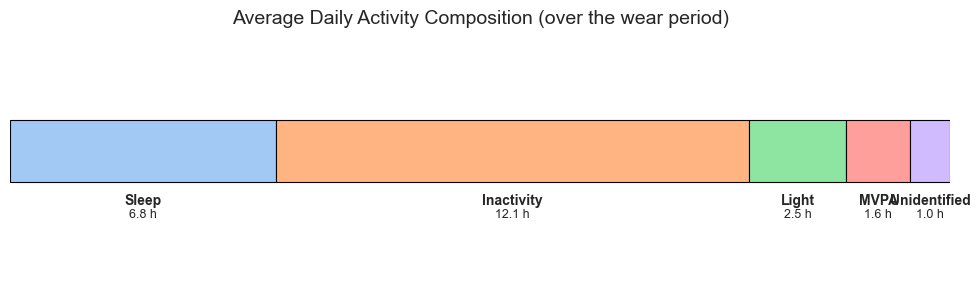 Average Daily Activity Composition (over the wear period)
Sleep Inactivity Light MVPA Unidentified
6.8 h 12.1 h 2.5 h 1.6 h 1.0 h